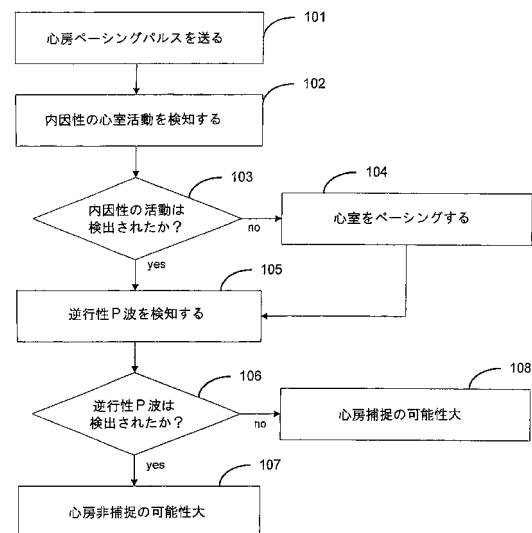 101
心房ペーシングパルスを送る
102
内因性の心室活動を検知する
103
内因性の活動は
検出されたか？
no
yes
104
心室をペーシングする
105
逆行性Ｐ波を検知する
106
逆行性Ｐ波は
検出されたか？
no
yes
108
心房捕捉の可能性大
107
心房非捕捉の可能性大